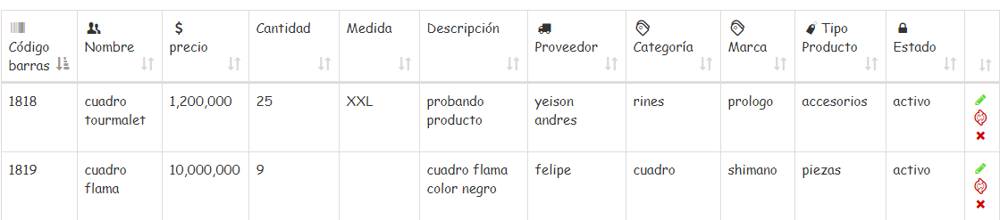 Código barras
Nombre
$ precio
Cantidad
Medida
Descripción
Proveedor
Categoría
Marca
Tipo Producto
Estado
1818
cuadro tourmalet
1,200,000
25
XXL
probando producto
yeison andres
rines
prologo
accesorios
activo
1819
cuadro flama
10,000,000
9
cuadro flama color negro
felipe
cuadro
shimano
piezas
activo